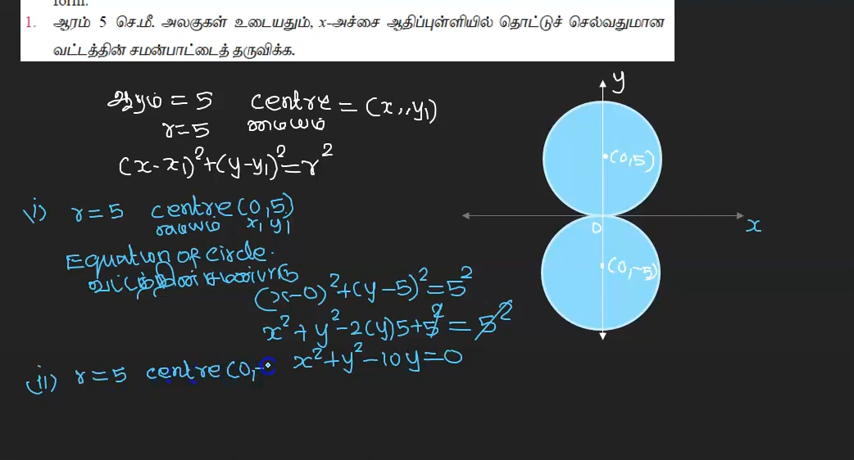 form.
1. ஆரம் 5 செ.மீ. அலகுகள் உடையதும், x-அச்சை ஆதிப்புள்ளியில் தொட்டுச் செல்வதுமான
வட்டத்தின் சமன்பாட்டைத் தருவிக்க.
ஆரம் = 5 centre = (x₁, y₁)
r=5 மையம்
(x-x₁)²+(y-y₁)²=r²
i) r=5 centre (0,5)
மையம் x₁ y₁
Equation of circle.
வட்டத்தின் சமன்பாடு
(x-0)²+(y-5)²=5²
x²+y²-2(y)5+5²=5²
x²+y²-10y=0
ii) r=5 centre (0,-
y
(0,5)
0
x
(0,-5)